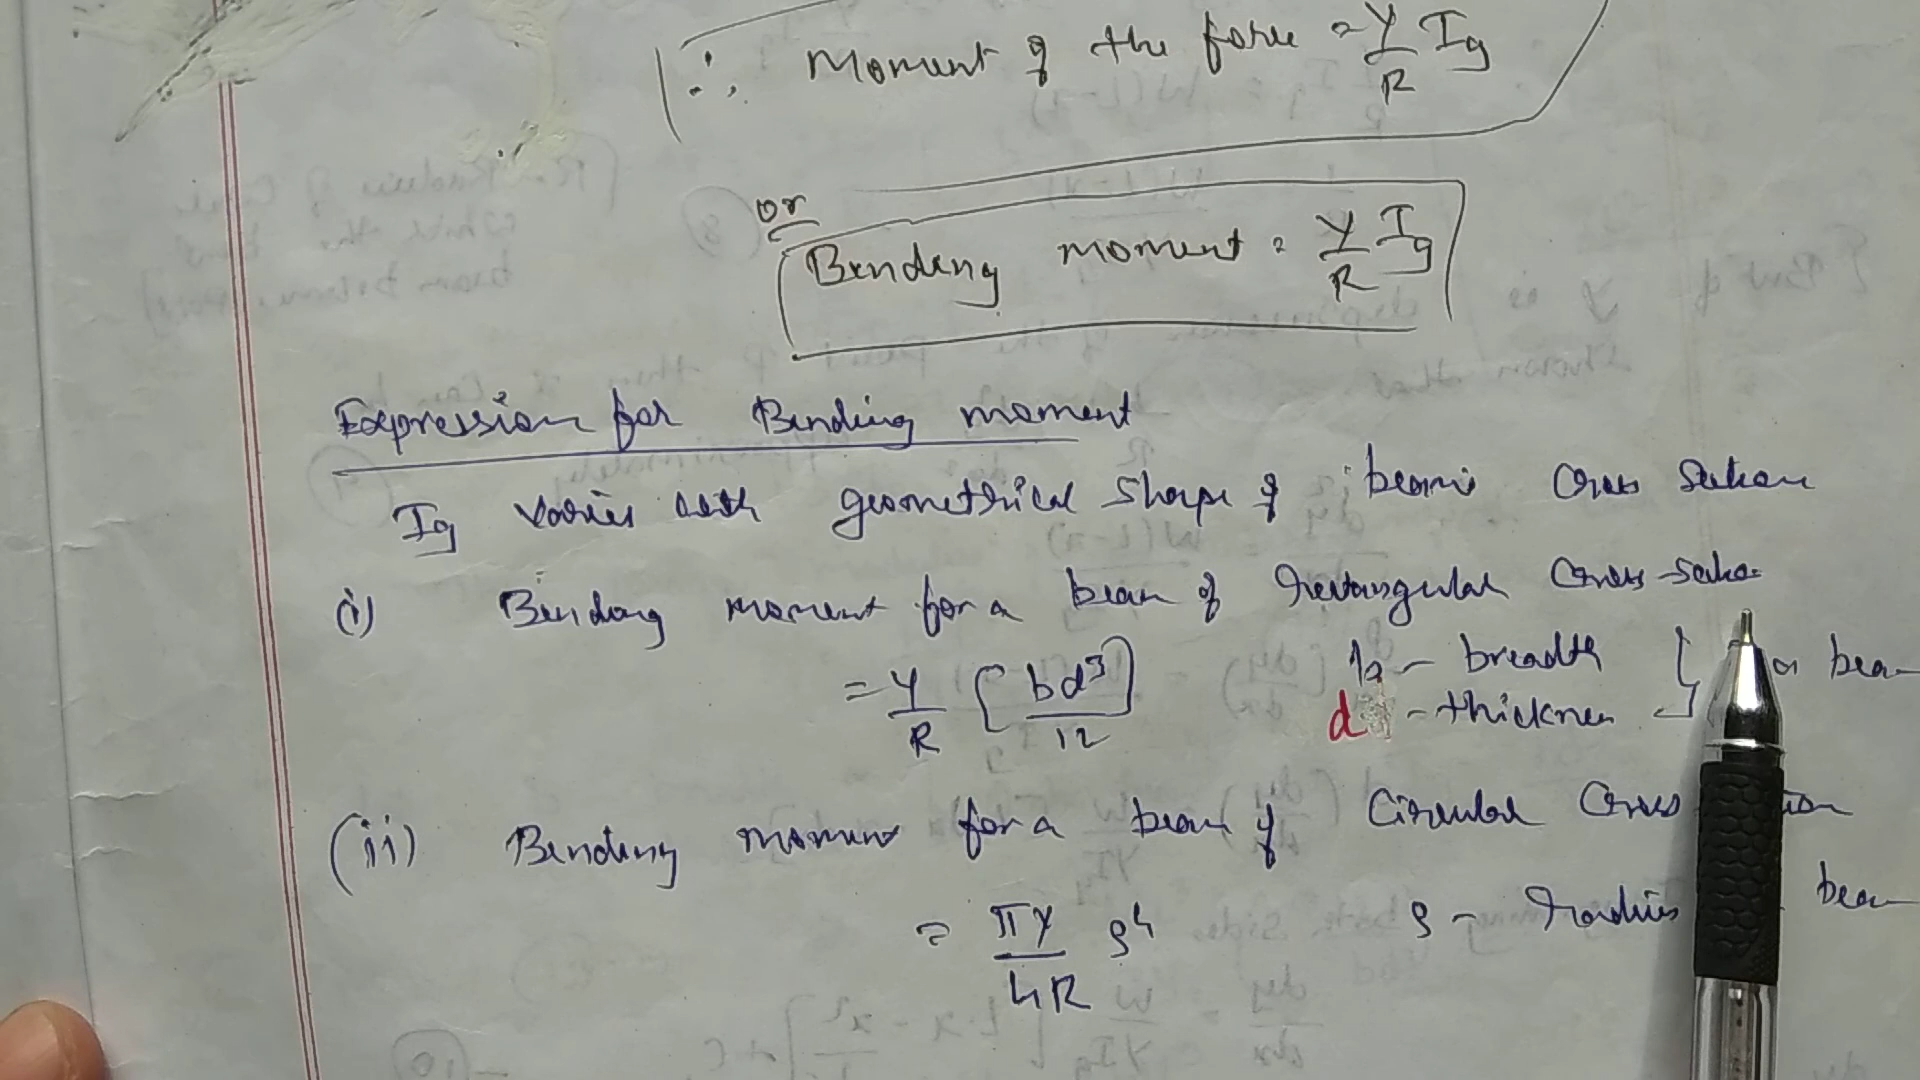 ∴ Moment of the force = Y/R Ig
or
Bending moment = Y/R Ig
Expression for Bending moment
Ig varies with geometrical shape of beam's cross section
(i) Bending moment for a beam of rectangular cross-section
= Y/R [bd³/12] b - breadth
d - thickness
(ii) Bending moment for a beam of circular cross
= πY/4R ρ⁴ ρ - radius